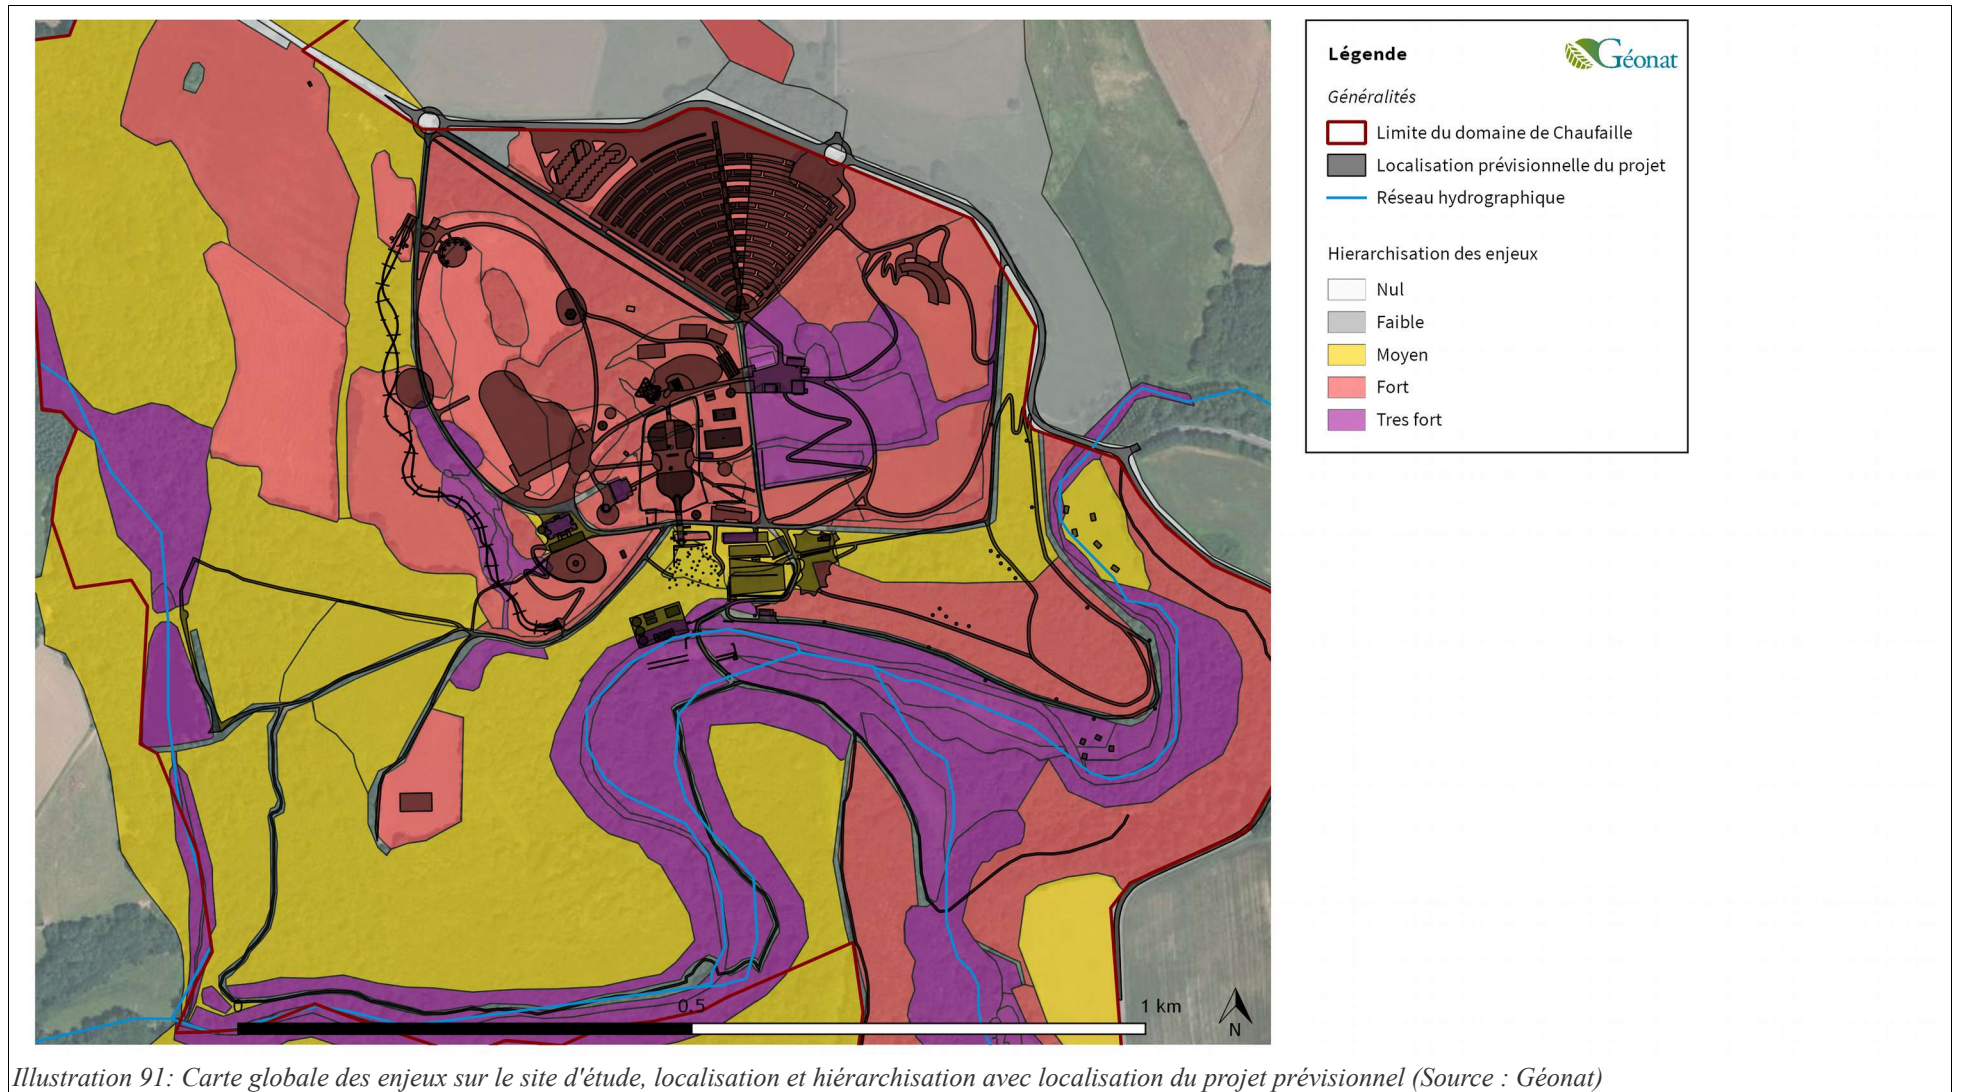 Légende
Géonat
Généralités
Limite du domaine de Chaufaille
Localisation prévisionnelle du projet
Réseau hydrographique
Hierarchisation des enjeux
Nul
Faible
Moyen
Fort
Tres fort
0 0.5 1 km
N
Illustration 91: Carte globale des enjeux sur le site d'étude, localisation et hiérarchisation avec localisation du projet prévisionnel (Source : Géonat)